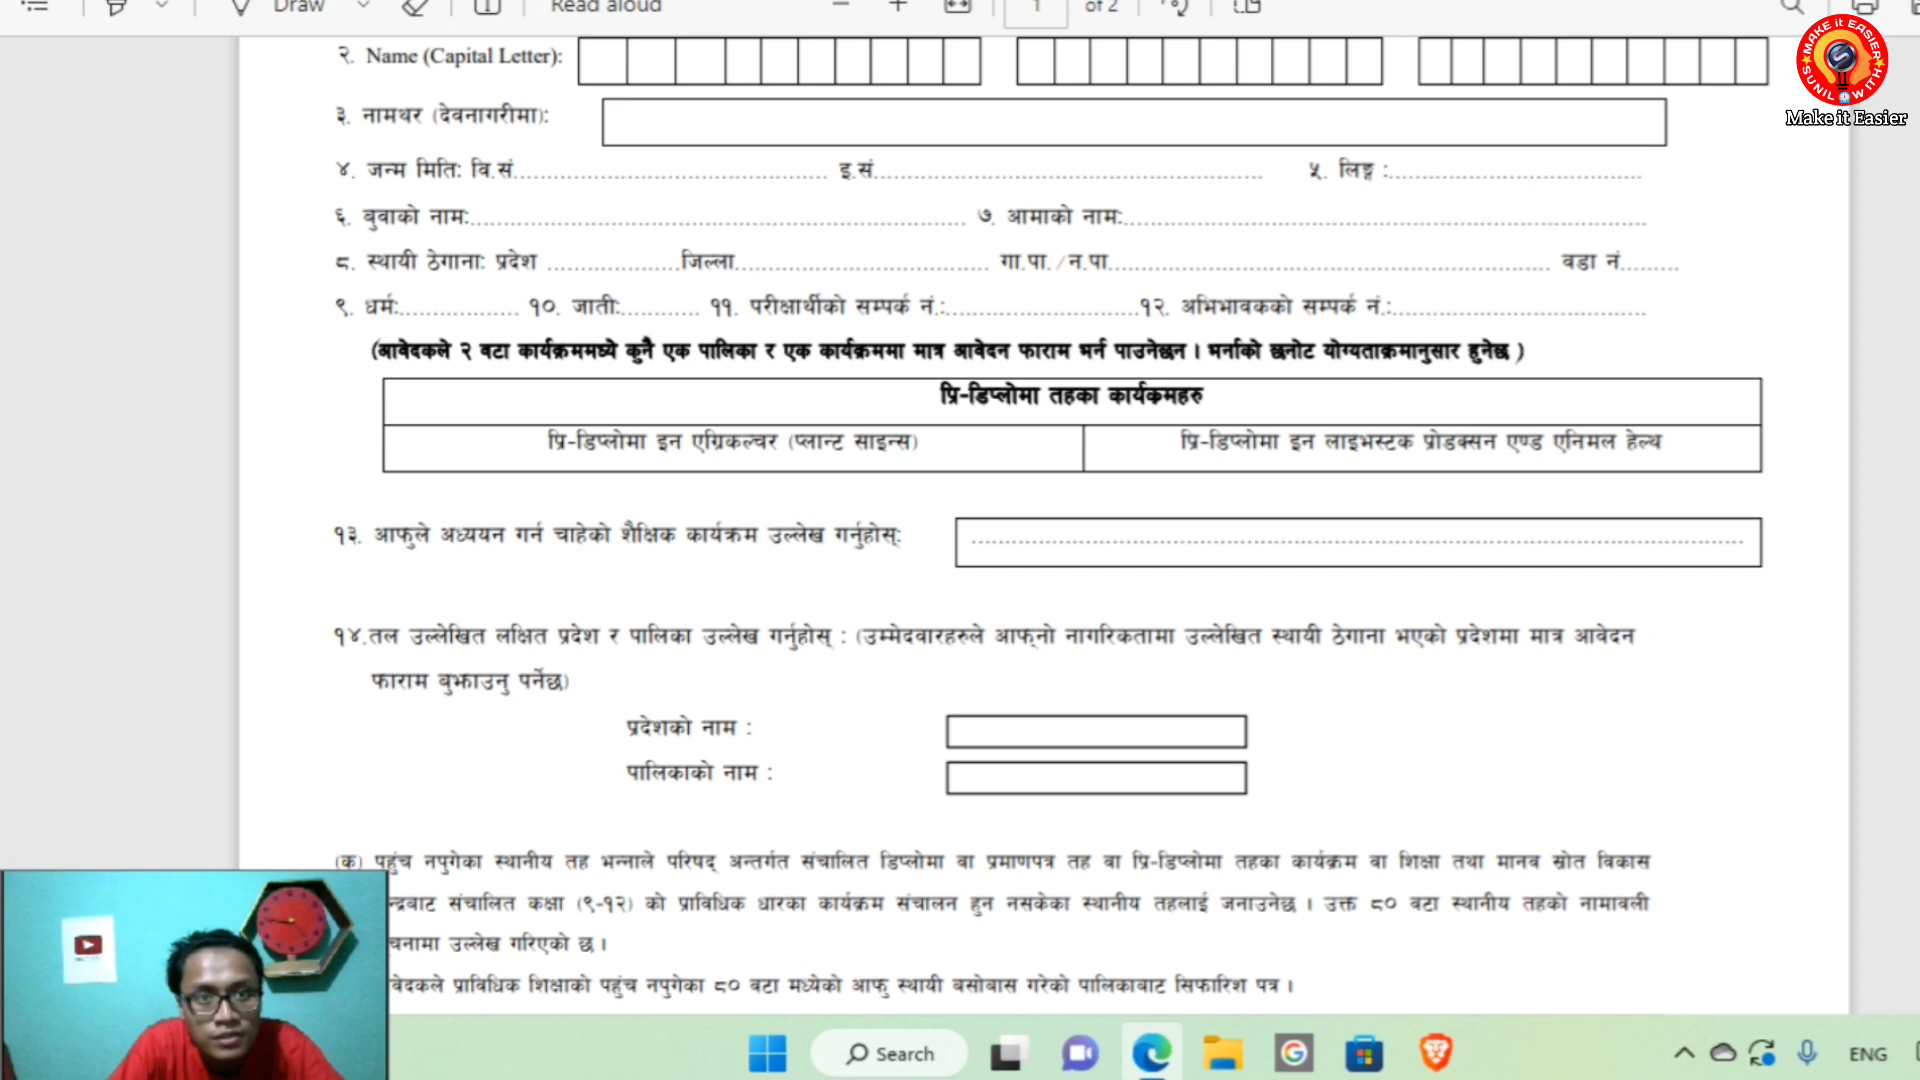 Draw
Read aloud
1
of 2
MAKE iT EASIER
SUNIL WITH
Make it Easier
२. Name (Capital Letter):
३. नामथर (देवनागरीमा):
४. जन्म मिति: वि.सं........................................ इ.सं........................................ ५. लिङ्ग :........................................
६. बुवाको नाम:........................................ ७. आमाको नाम:........................................
८. स्थायी ठेगाना: प्रदेश ....................जिल्ला........................................ गा.पा. ⁄न.पा........................................ वडा नं..........
९. धर्म:.................. १०. जाती:............ ११. परीक्षार्थीको सम्पर्क नं.:..............................१२. अभिभावकको सम्पर्क नं.:........................................
(आवेदकले २ वटा कार्यक्रममध्ये कुनै एक पालिका र एक कार्यक्रममा मात्र आवेदन फाराम भर्न पाउनेछन । भर्नाको छनोट योग्यताक्रमानुसार हुनेछ )
प्रि-डिप्लोमा तहका कार्यक्रमहरु
प्रि-डिप्लोमा इन एग्रिकल्चर (प्लान्ट साइन्स)
प्रि-डिप्लोमा इन लाइभस्टक प्रोडक्सन एण्ड एनिमल हेल्थ
१३. आफुले अध्ययन गर्न चाहेको शैक्षिक कार्यक्रम उल्लेख गर्नुहोस्:
१४.तल उल्लेखित लक्षित प्रदेश र पालिका उल्लेख गर्नुहोस् : (उम्मेदवारहरुले आफ्नो नागरिकतामा उल्लेखित स्थायी ठेगाना भएको प्रदेशमा मात्र आवेदन
फाराम बुझाउनु पर्नेछ)
प्रदेशको नाम :
पालिकाको नाम :
(क) पहुंच नपुगेका स्थानीय तह भन्नाले परिषद् अन्तर्गत संचालित डिप्लोमा वा प्रमाणपत्र तह वा प्रि-डिप्लोमा तहका कार्यक्रम वा शिक्षा तथा मानव स्रोत विकास
न्द्रबाट संचालित कक्षा (९-१२) को प्राविधिक धारका कार्यक्रम संचालन हुन नसकेका स्थानीय तहलाई जनाउनेछ । उक्त ८० वटा स्थानीय तहको नामावली
चनामा उल्लेख गरिएको छ ।
वेदकले प्राविधिक शिक्षाको पहुंच नपुगेका ८० वटा मध्येको आफु स्थायी बसोबास गरेको पालिकाबाट सिफारिश पत्र ।
Search
ENG